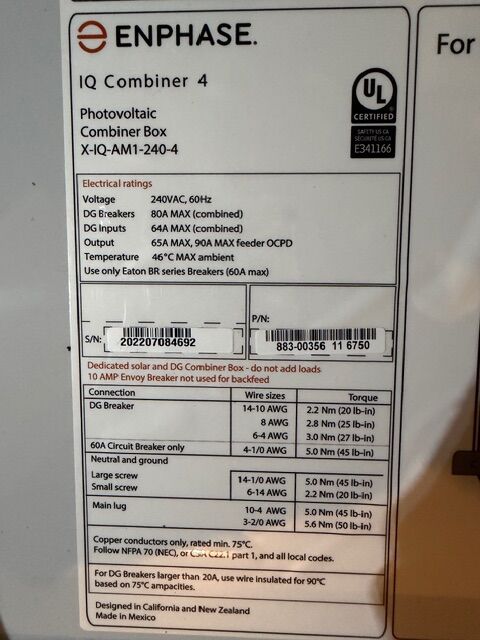 ENPHASE.
For
IQ Combiner 4
Photovoltaic
Combiner Box
X-IQ-AM1-240-4
UL
CERTIFIED
SAFETY US CA
SÉCURITÉ US CA
E341166
Electrical ratings
Voltage 240VAC, 60Hz
DG Breakers 80A MAX (combined)
DG Inputs 64A MAX (combined)
Output 65A MAX, 90A MAX feeder OCPD
Temperature 46°C MAX ambient
Use only Eaton BR series Breakers (60A max)
S/N: 202207084692
P/N:
883-00356 11 6750
Dedicated solar and DG Combiner Box - do not add loads
10 AMP Envoy Breaker not used for backfeed
Connection Wire sizes Torque
DG Breaker 14-10 AWG 2.2 Nm (20 lb-in)
8 AWG 2.8 Nm (25 lb-in)
6-4 AWG 3.0 Nm (27 lb-in)
60A Circuit Breaker only 4-1/0 AWG 5.0 Nm (45 lb-in)
Neutral and ground
Large screw 14-1/0 AWG 5.0 Nm (45 lb-in)
Small screw 6-14 AWG 2.2 Nm (20 lb-in)
Main lug 10-4 AWG 5.0 Nm (45 lb-in)
3-2/0 AWG 5.6 Nm (50 lb-in)
Copper conductors only, rated min. 75°C.
Follow NFPA 70 (NEC), or CSA C22.1 part 1, and all local codes.
For DG Breakers larger than 20A, use wire insulated for 90°C
based on 75°C ampacities.
Designed in California and New Zealand
Made in Mexico